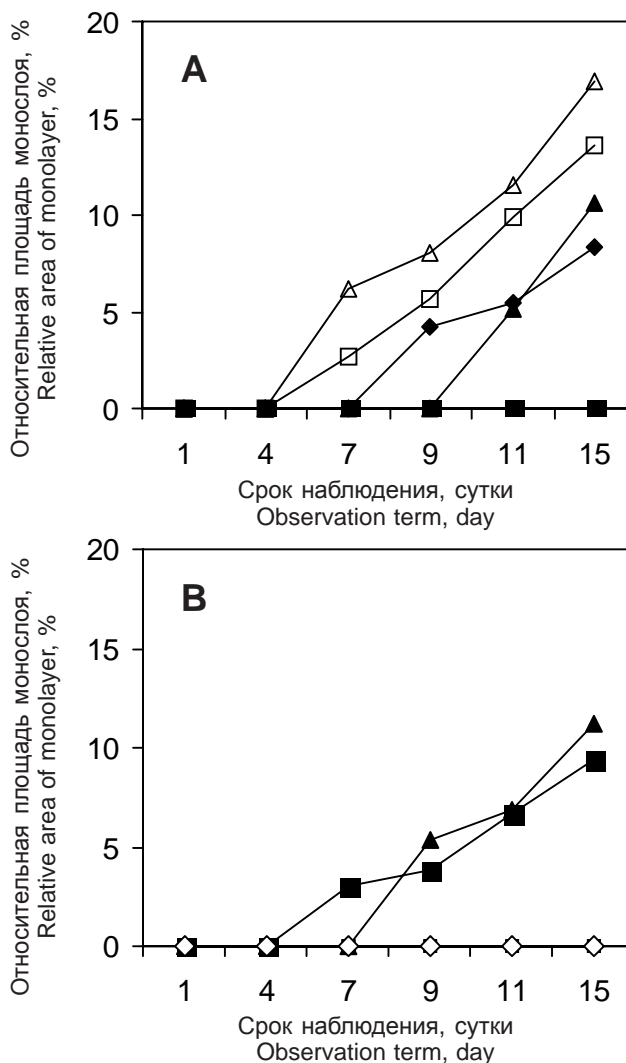 Относительная площадь монослоя, %
Relative area of monolayer, %
20
15
10
5
0
A
1 4 7 9 11 15
Срок наблюдения, сутки
Observation term, day
Относительная площадь монослоя, %
Relative area of monolayer, %
20
15
10
5
0
B
1 4 7 9 11 15
Срок наблюдения, сутки
Observation term, day